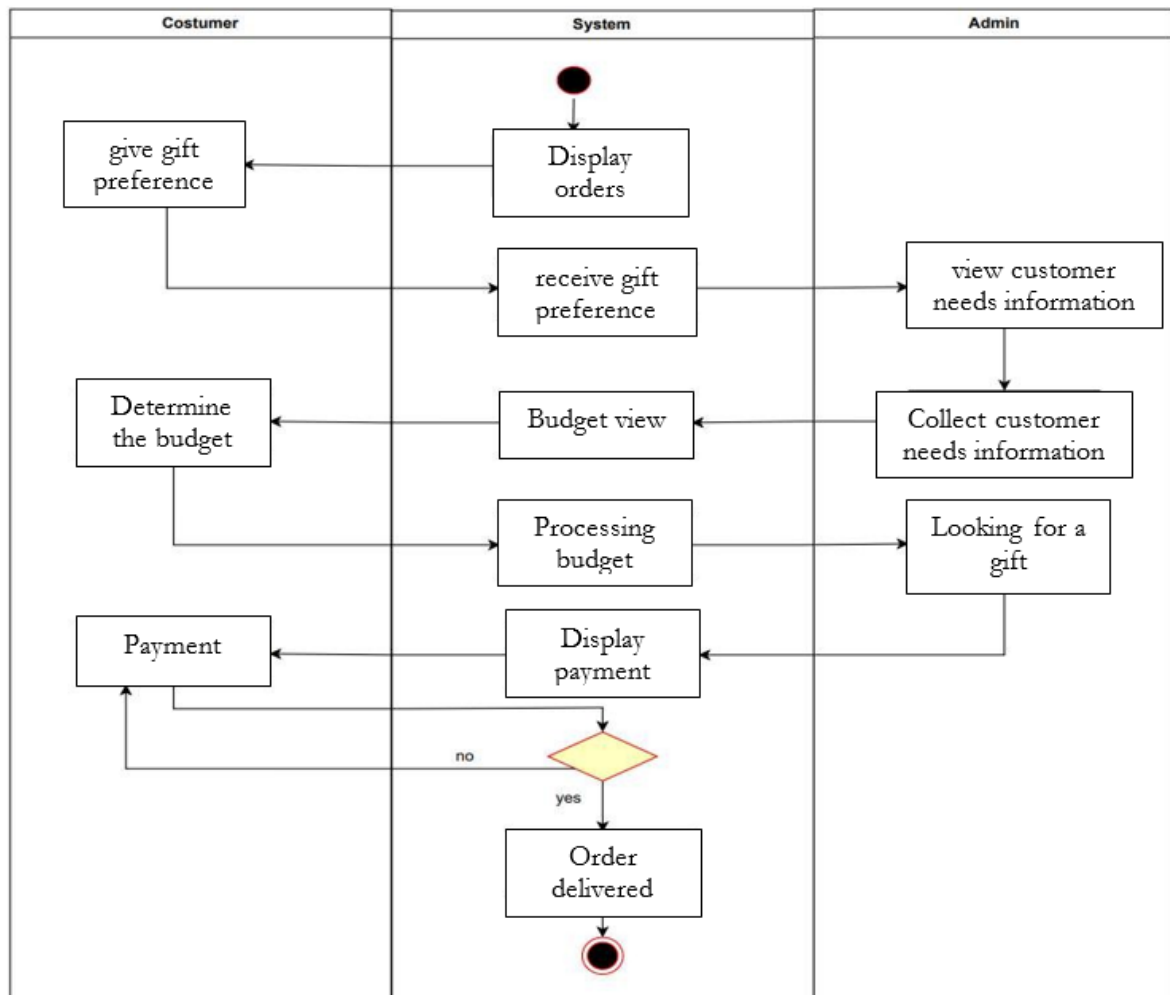 Costumer
System
Admin
give gift
preference
Display
orders
receive gift
preference
view customer
needs information
Determine
the budget
Budget view
Collect customer
needs information
Processing
budget
Looking for a
gift
Payment
Display
payment
no
yes
Order
delivered